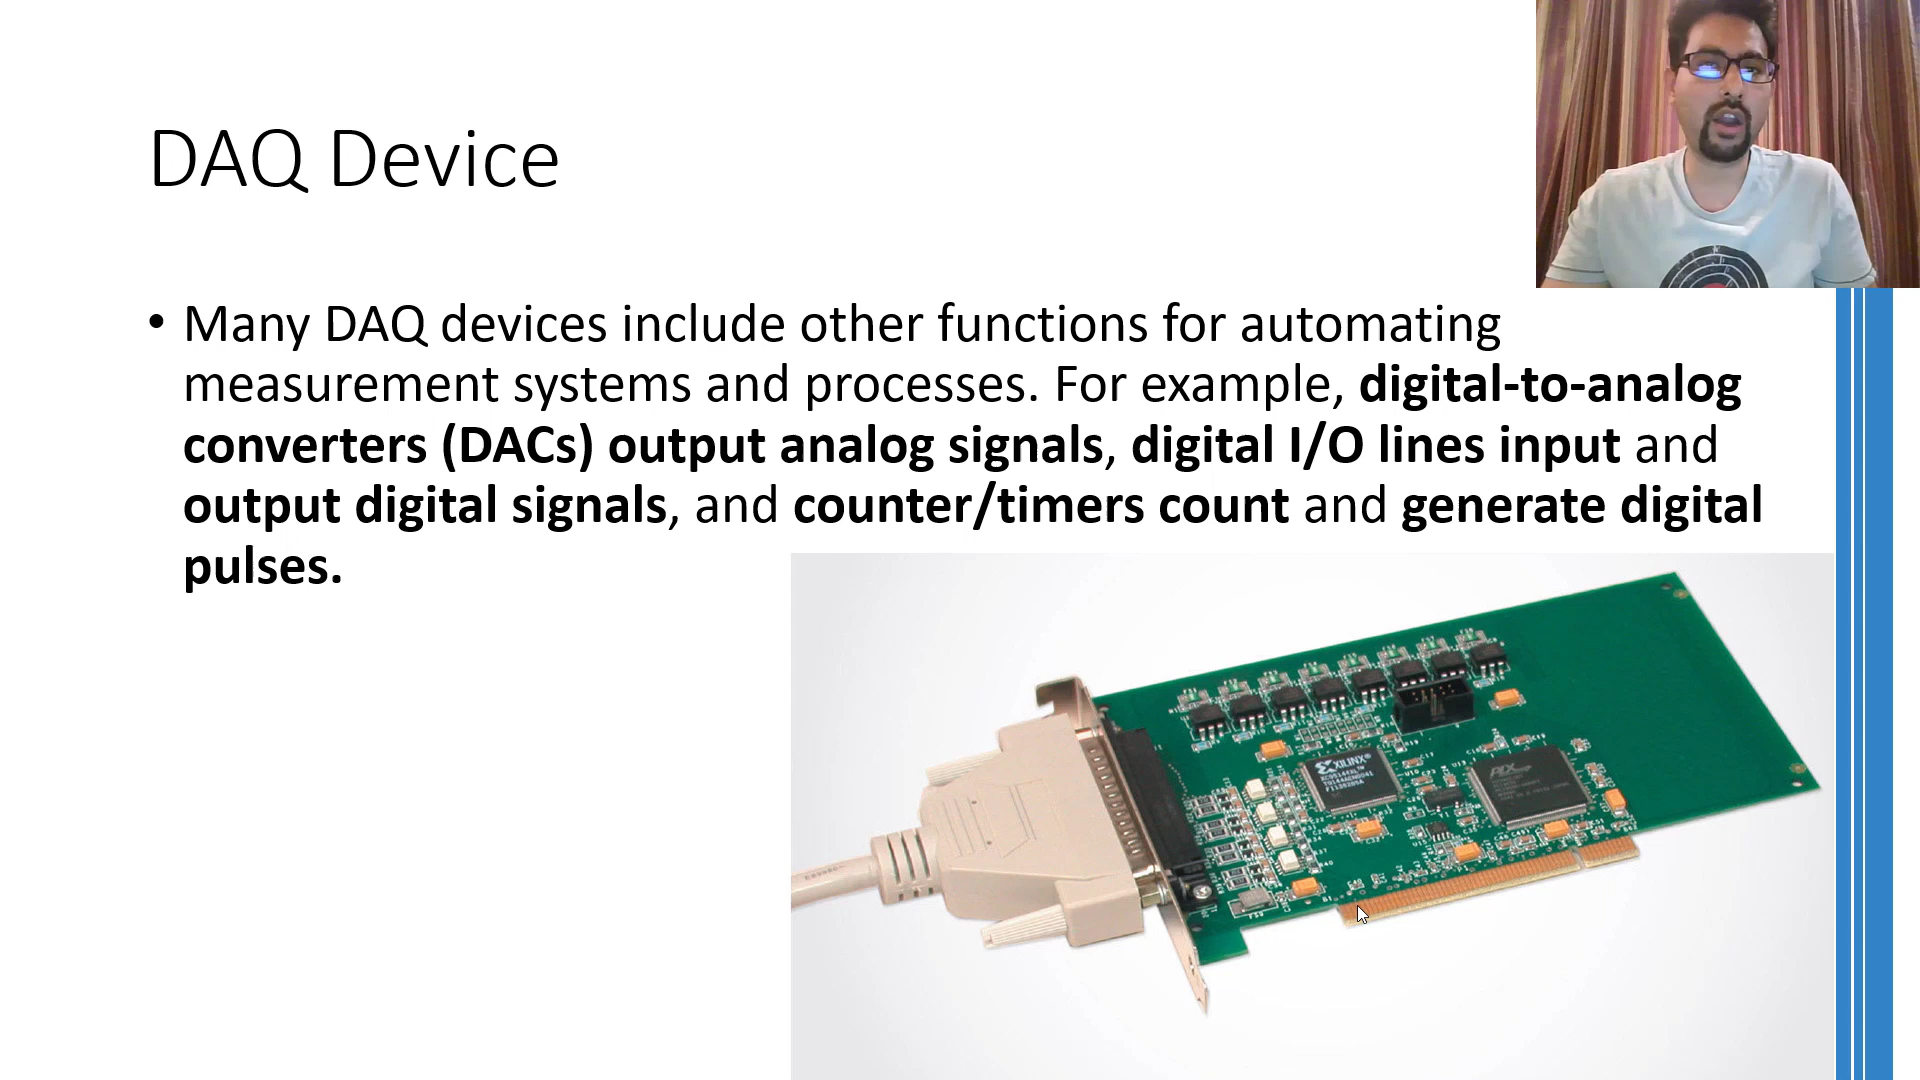 DAQ Device
• Many DAQ devices include other functions for automating
measurement systems and processes. For example, digital-to-analog
converters (DACs) output analog signals, digital I/O lines input and
output digital signals, and counter/timers count and generate digital
pulses.
XILINX